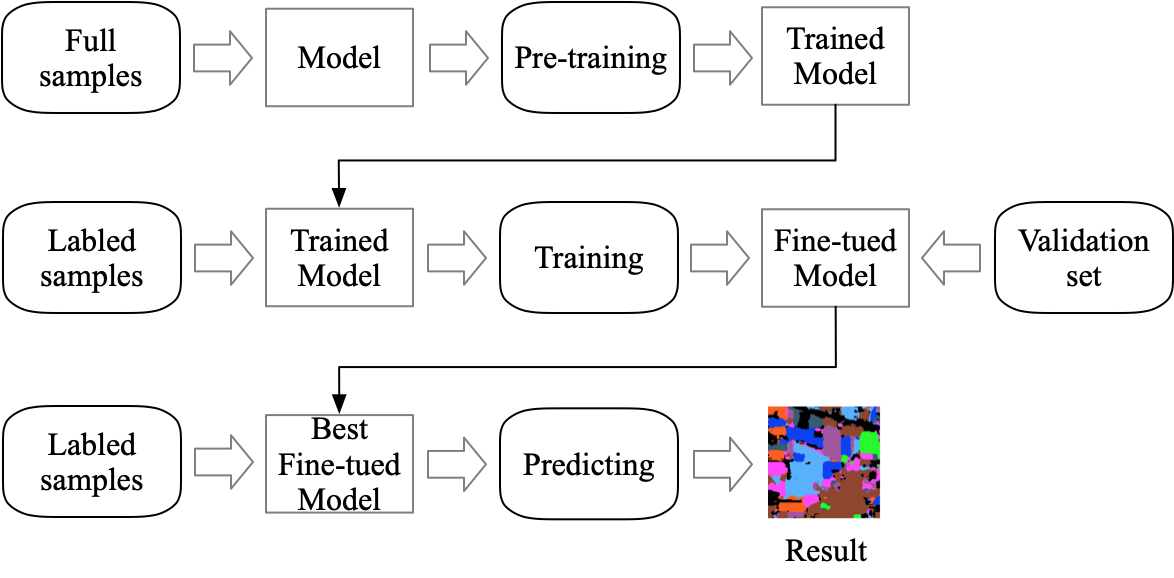 Full
samples
Model
Pre-training
Trained
Model
Labled
samples
Trained
Model
Training
Fine-tued
Model
Validation
set
Labled
samples
Best
Fine-tued
Model
Predicting
Result